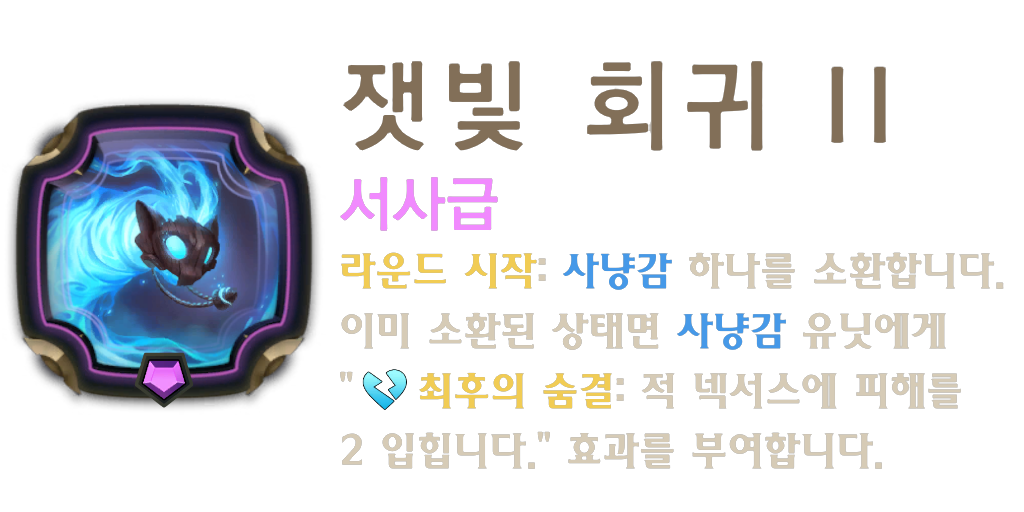 잿빛 회귀 II
서사급
라운드 시작: 사냥감 하나를 소환합니다.
이미 소환된 상태면 사냥감 유닛에게
"최후의 숨결: 적 넥서스에 피해를
2 입힙니다." 효과를 부여합니다.